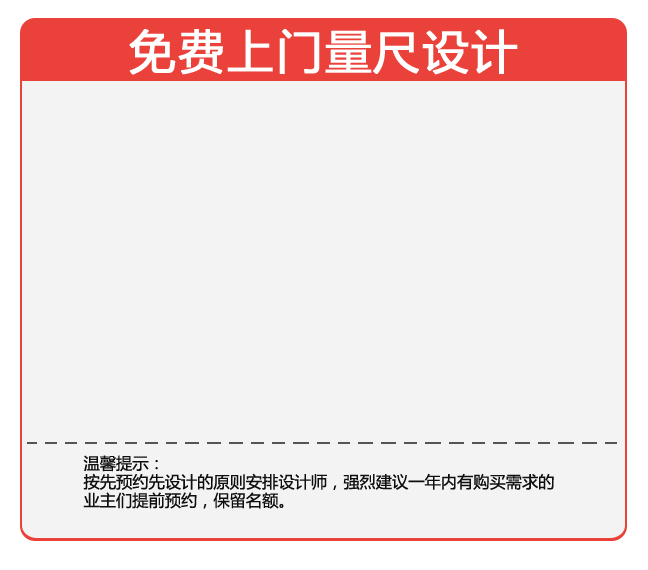 免费上门量尺设计
温馨提示：
按先预约先设计的原则安排设计师，强烈建议一年内有购买需求的
业主们提前预约，保留名额。